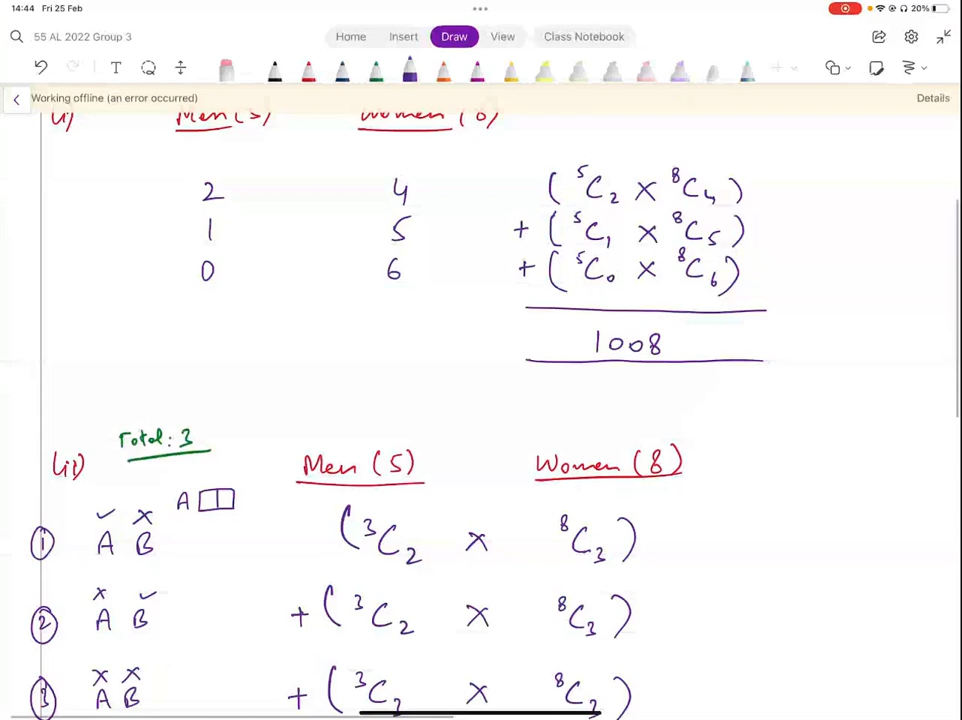 14:44 Fri 25 Feb 20%
55 AL 2022 Group 3 Home Insert Draw View Class Notebook
Working offline (an error occurred) Details
(i) Men (5) Women (8)
2 4 ( ⁵C₂ × ⁸C₄ )
1 5 + ( ⁵C₁ × ⁸C₅ )
0 6 + ( ⁵C₀ × ⁸C₆ )
1008
Total: 3
(ii) Men (5) Women (8)
✓ × A
① A B ( ³C₂ × ⁸C₃ )
× ✓
② A B + ( ³C₂ × ⁸C₃ )
× ×
③ A B + ( ³C₃ × ⁸C₃ )